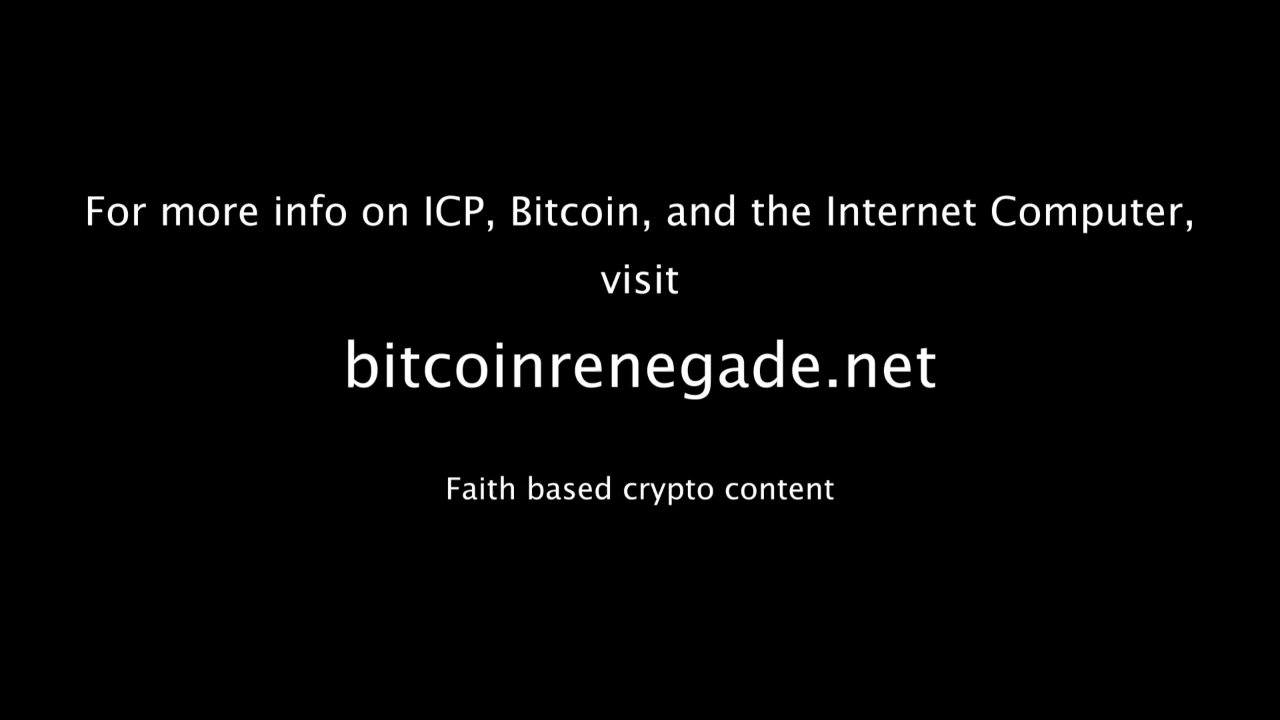 For more info on ICP, Bitcoin, and the Internet Computer,
visit
bitcoinrenegade.net
Faith based crypto content